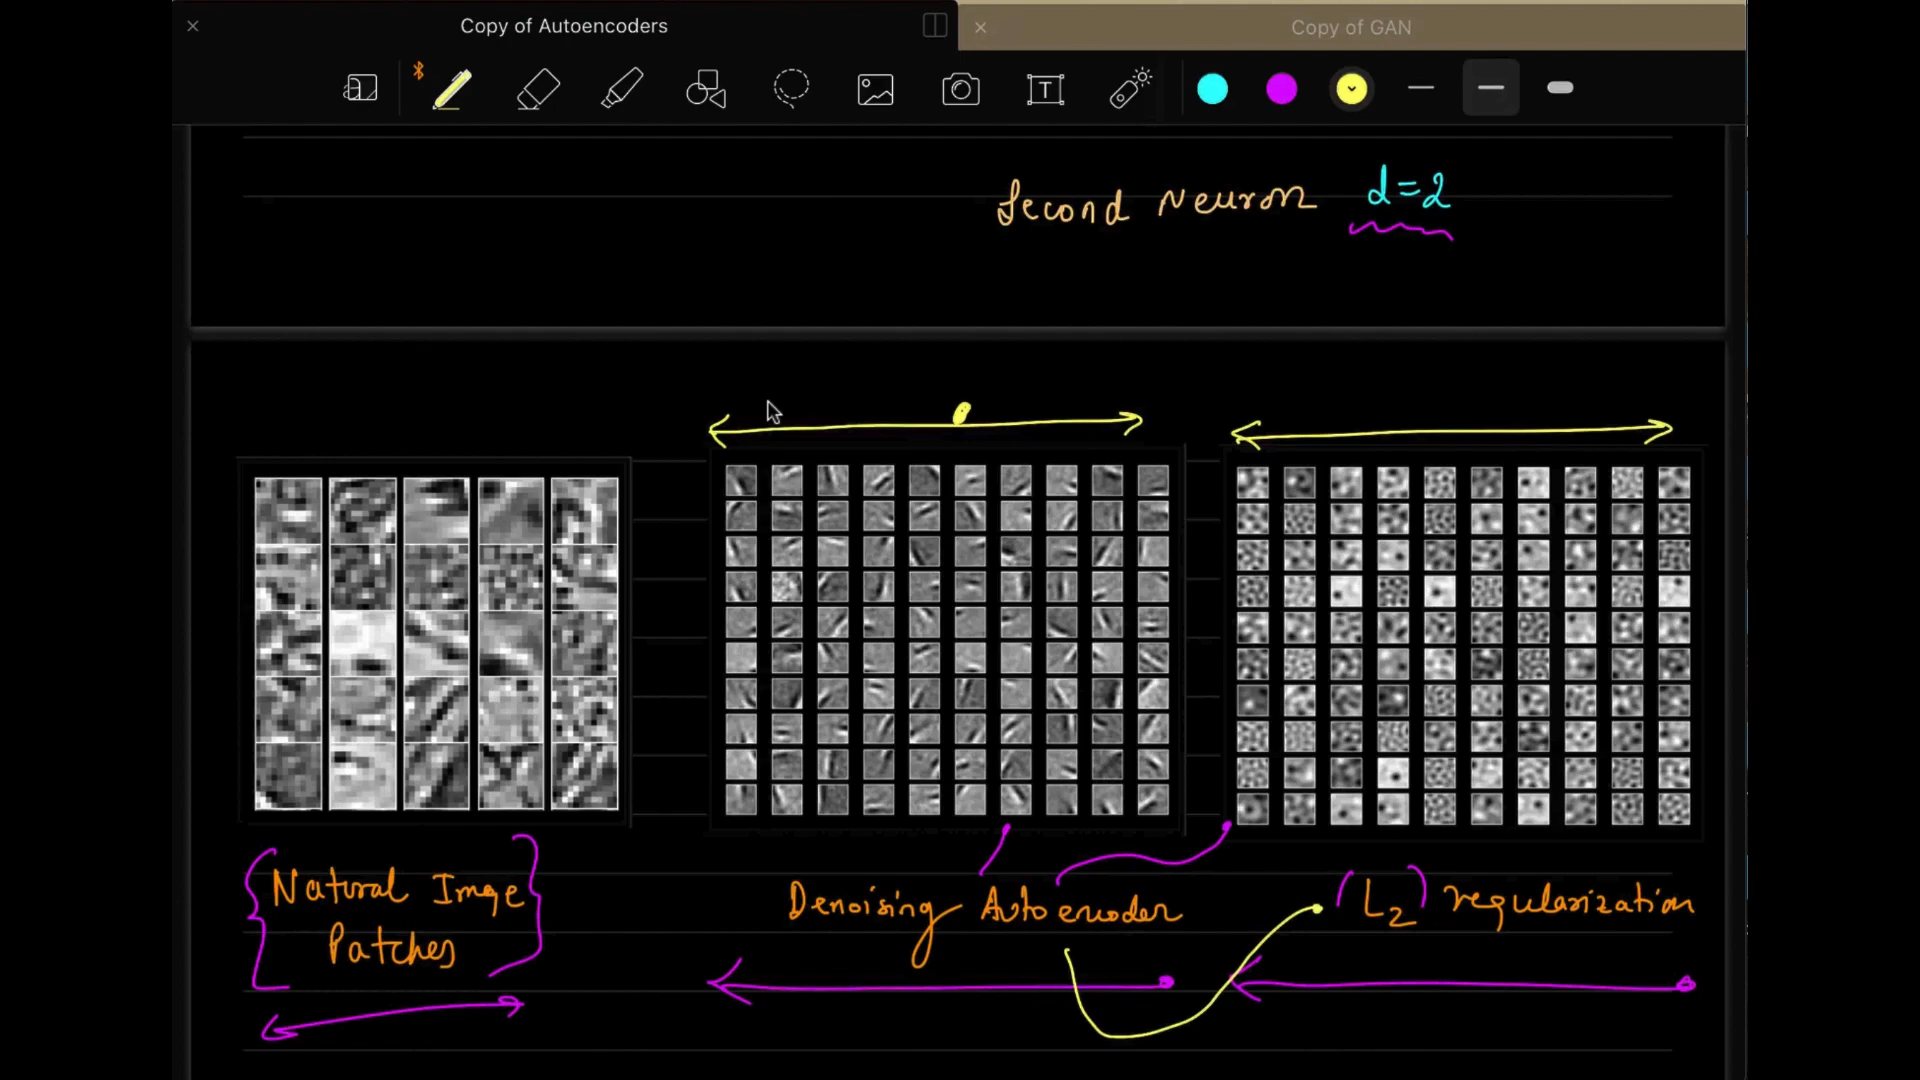 Copy of Autoencoders
Copy of GAN
T
Second Neuron d=2
Natural Image
Patches
Denoising Autoencoder
(L2) regularization